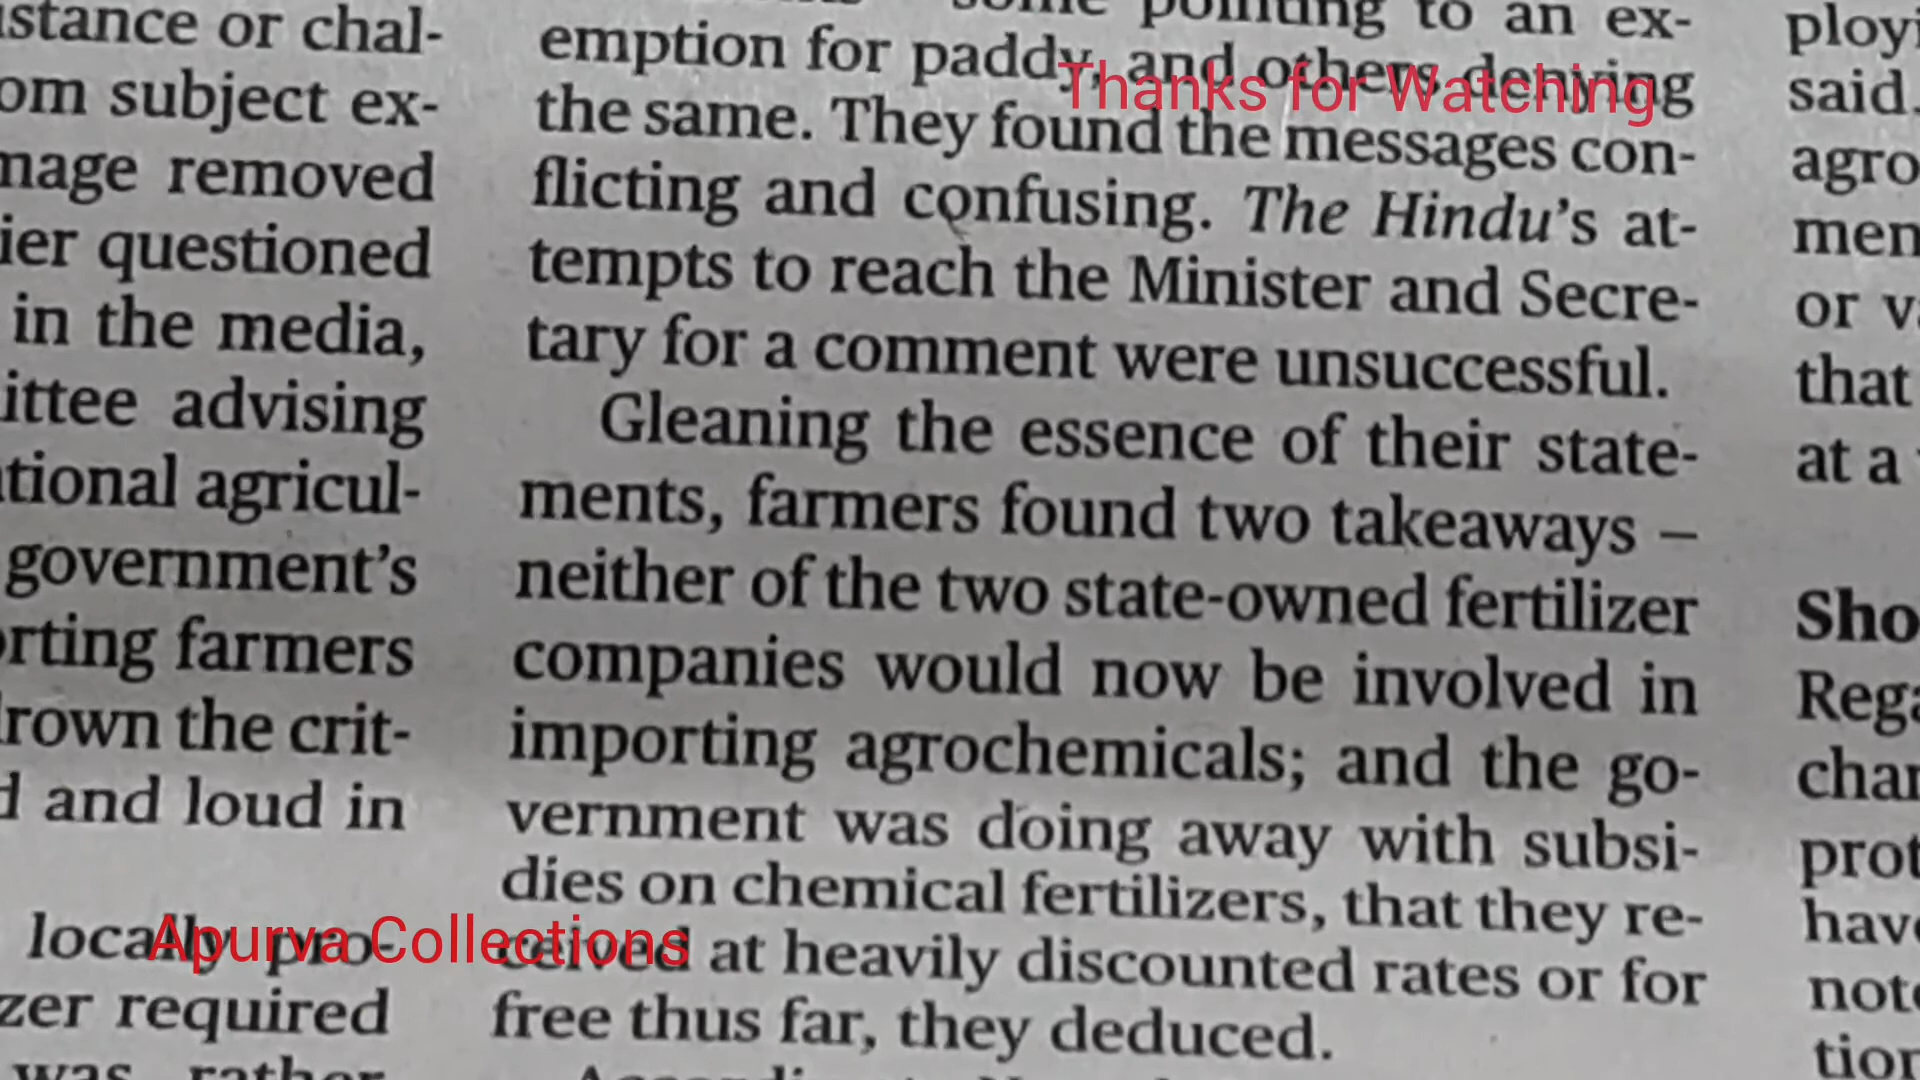 stance or chal-
om subject ex-
mage removed
ier questioned
in the media,
ittee advising
tional agricul-
government's
rting farmers
rown the crit-
d and loud in
locally pro-
zer required
was rather
some pointing to an ex-
emption for paddy, and others denying
the same. They found the messages con-
flicting and confusing. The Hindu's at-
tempts to reach the Minister and Secre-
tary for a comment were unsuccessful.
Gleaning the essence of their state-
ments, farmers found two takeaways –
neither of the two state-owned fertilizer
companies would now be involved in
importing agrochemicals; and the go-
vernment was doing away with subsi-
dies on chemical fertilizers, that they re-
ceived at heavily discounted rates or for
free thus far, they deduced.
ploy
said.
agro
men
or v
that
at a
Sho
Rega
char
prot
have
note
tion
Thanks for Watching
Apurva Collections